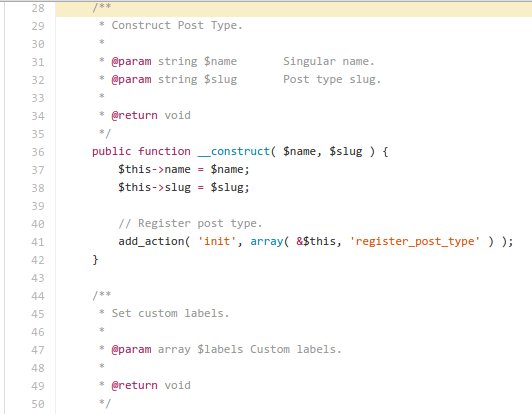 28 /**
29 * Construct Post Type.
30 *
31 * @param string $name Singular name.
32 * @param string $slug Post type slug.
33 *
34 * @return void
35 */
36 public function __construct( $name, $slug ) {
37 $this->name = $name;
38 $this->slug = $slug;
39
40 // Register post type.
41 add_action( 'init', array( &$this, 'register_post_type' ) );
42 }
43
44 /**
45 * Set custom labels.
46 *
47 * @param array $labels Custom labels.
48 *
49 * @return void
50 */